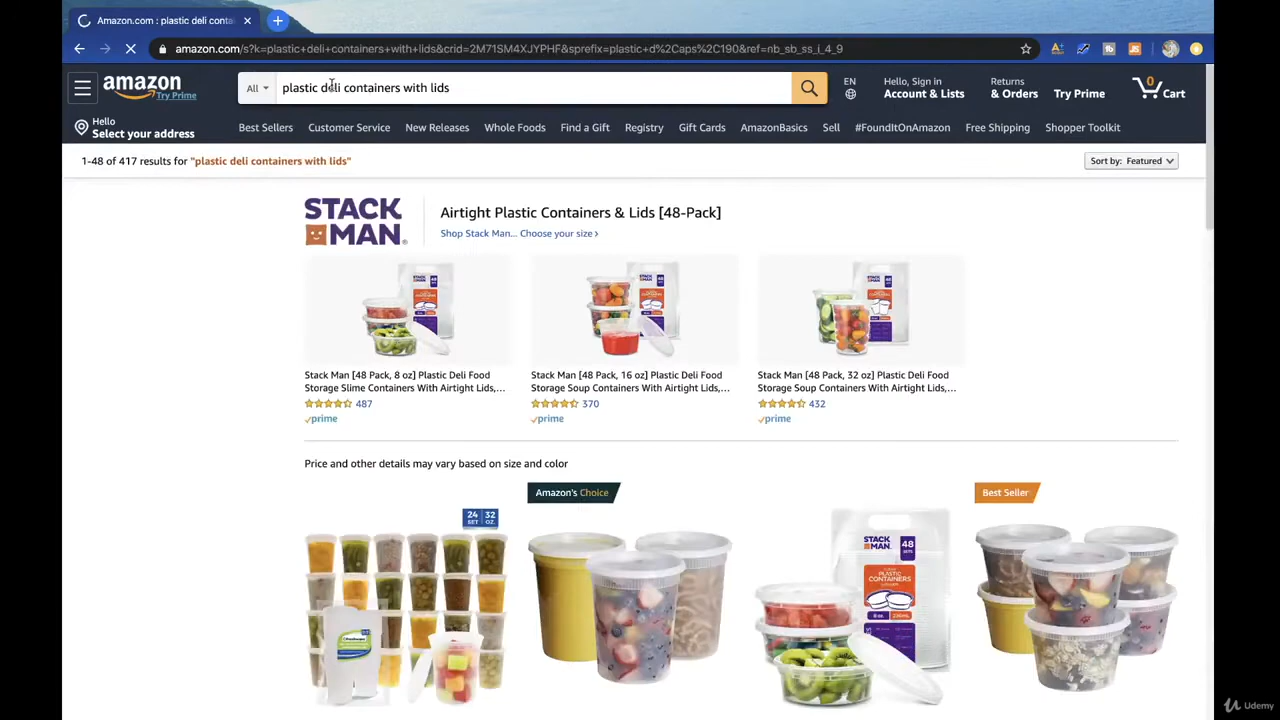 Amazon.com : plastic deli conta
amazon.com/s?k=plastic+deli+containers+with+lids&crid=2M71SM4XJYPHF&sprefix=plastic+d%2Caps%2C190&ref=nb_sb_ss_i_4_9
amazon
Try Prime
All
plastic deli containers with lids
EN
Hello, Sign in
Account & Lists
Returns
& Orders
Try Prime
0
Cart
Hello
Select your address
Best Sellers
Customer Service
New Releases
Whole Foods
Find a Gift
Registry
Gift Cards
AmazonBasics
Sell
#FoundItOnAmazon
Free Shipping
Shopper Toolkit
1-48 of 417 results for "plastic deli containers with lids"
Sort by: Featured
STACK
MAN
Airtight Plastic Containers & Lids [48-Pack]
Shop Stack Man... Choose your size ›
Stack Man [48 Pack, 8 oz] Plastic Deli Food
Storage Slime Containers With Airtight Lids,...
487
prime
Stack Man [48 Pack, 16 oz] Plastic Deli Food
Storage Soup Containers With Airtight Lids,...
370
prime
Stack Man [48 Pack, 32 oz] Plastic Deli Food
Storage Soup Containers With Airtight Lids,...
432
prime
Price and other details may vary based on size and color
24 32
SET OZ.
Amazon's Choice
STACK
MAN
48
SETS
PLASTIC
CONTAINERS
Best Seller
Udemy